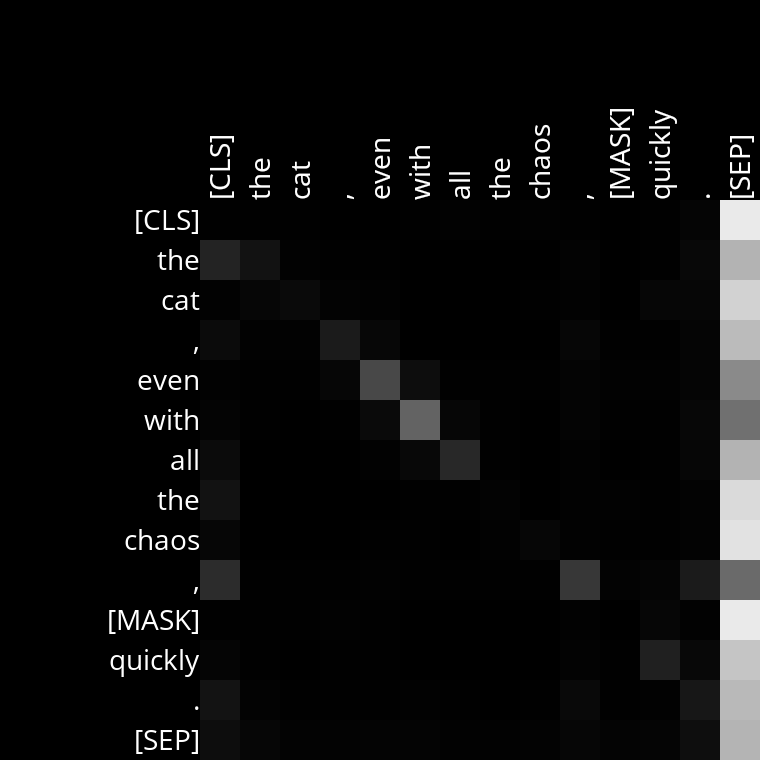 [CLS] the cat , even with all the chaos , [MASK] quickly . [SEP]
[CLS]
the
cat
,
even
with
all
the
chaos
,
[MASK]
quickly
.
[SEP]